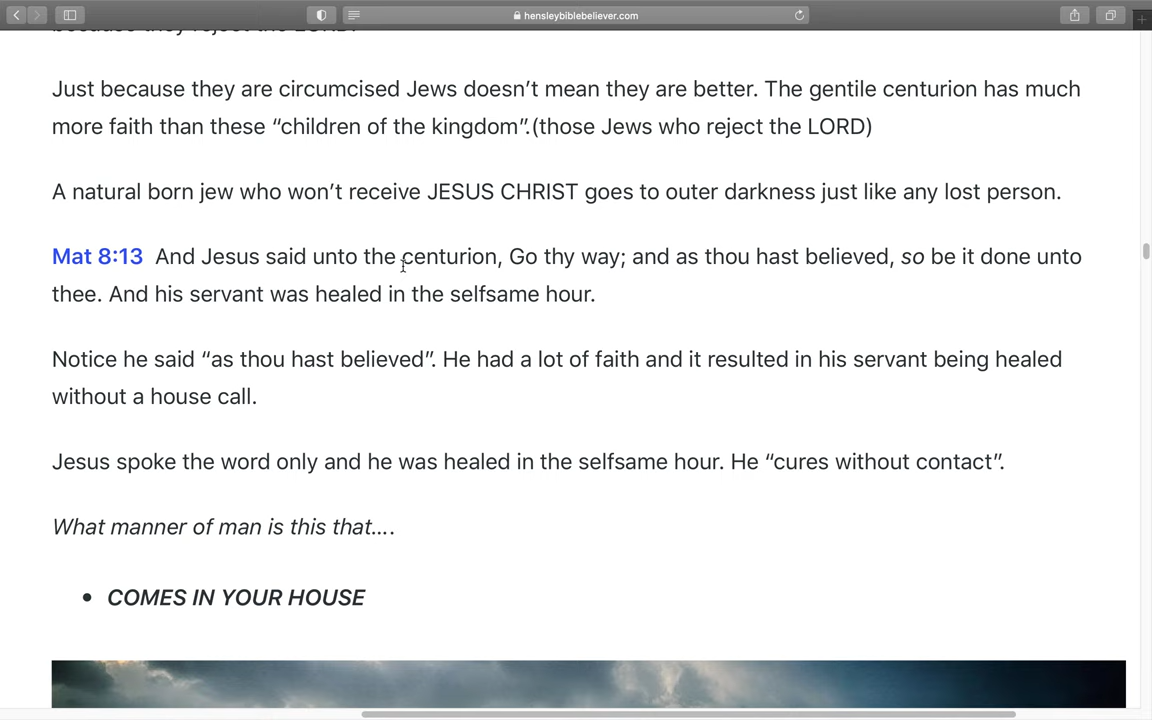 hensleybiblebeliever.com
because they reject the LORD?
Just because they are circumcised Jews doesn’t mean they are better. The gentile centurion has much
more faith than these “children of the kingdom”.(those Jews who reject the LORD)
A natural born jew who won’t receive JESUS CHRIST goes to outer darkness just like any lost person.
Mat 8:13 And Jesus said unto the centurion, Go thy way; and as thou hast believed, so be it done unto
thee. And his servant was healed in the selfsame hour.
Notice he said “as thou hast believed”. He had a lot of faith and it resulted in his servant being healed
without a house call.
Jesus spoke the word only and he was healed in the selfsame hour. He “cures without contact”.
What manner of man is this that….
• COMES IN YOUR HOUSE